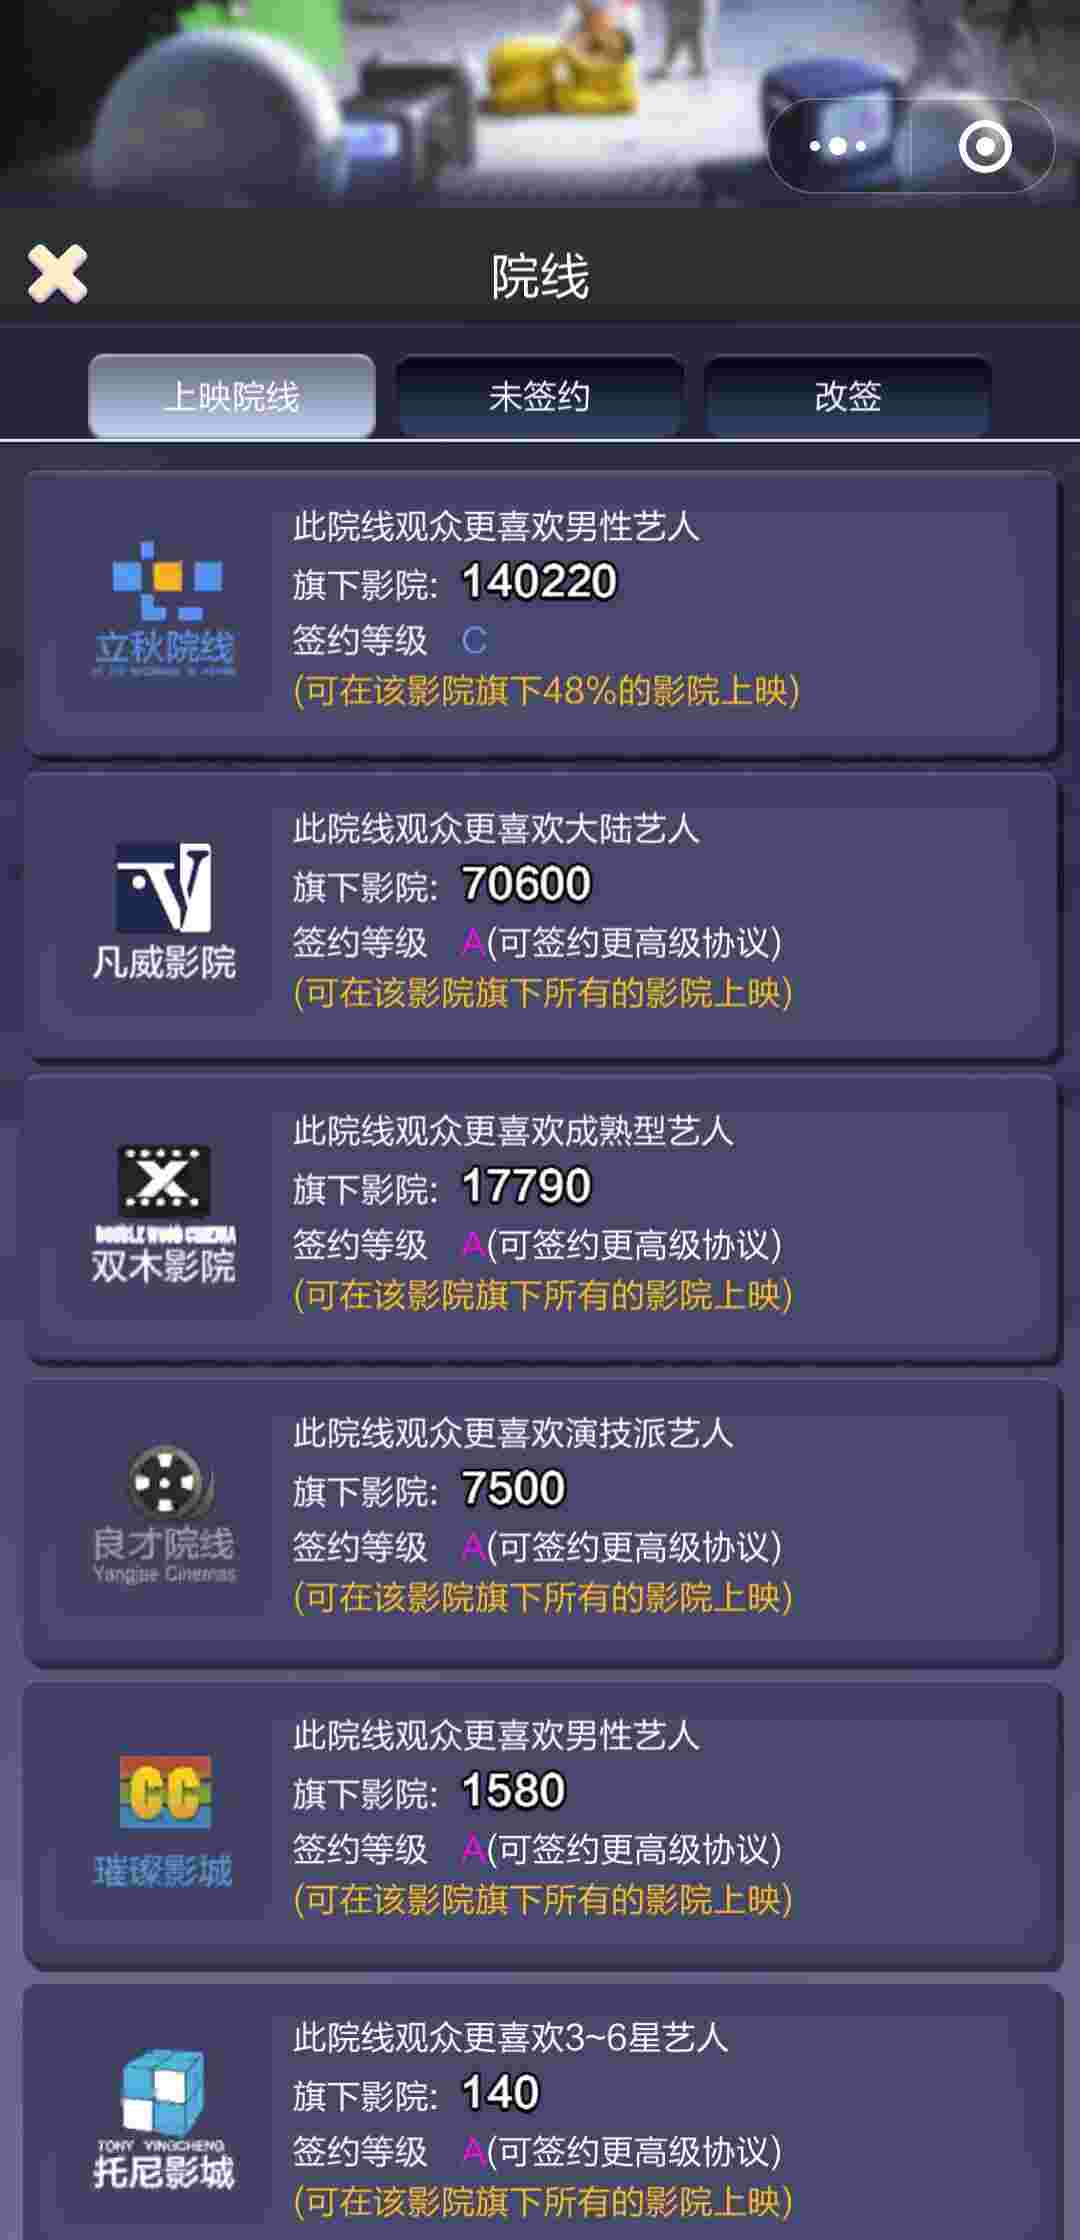 院线
上映院线
未签约
改签
此院线观众更喜欢男性艺人
旗下影院: 140220
签约等级 C
(可在该影院旗下48%的影院上映)
立秋院线
此院线观众更喜欢大陆艺人
旗下影院: 70600
签约等级 A(可签约更高级协议)
(可在该影院旗下所有的影院上映)
凡威影院
此院线观众更喜欢成熟型艺人
旗下影院: 17790
签约等级 A(可签约更高级协议)
(可在该影院旗下所有的影院上映)
DOUBLE WOOD CINEMA
双木影院
此院线观众更喜欢演技派艺人
旗下影院: 7500
签约等级 A(可签约更高级协议)
(可在该影院旗下所有的影院上映)
良才院线
Yangjae Cinemas
此院线观众更喜欢男性艺人
旗下影院: 1580
签约等级 A(可签约更高级协议)
(可在该影院旗下所有的影院上映)
CC
璀璨影城
此院线观众更喜欢3~6星艺人
旗下影院: 140
签约等级 A(可签约更高级协议)
(可在该影院旗下所有的影院上映)
TONY YINGCHENG
托尼影城